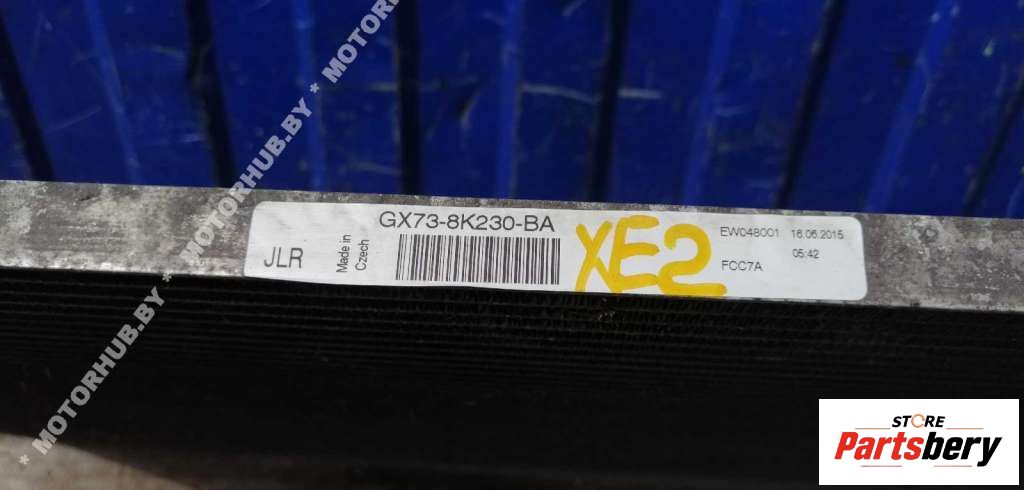 * MOTORHUB.BY * MOTORHUB.BY * MOTORHUB
GX73-8K230-BA
JLR
Made in
Czech
XE2
EW048001 16.06.2015
05:42
FCC7A
STORE
Partsbery